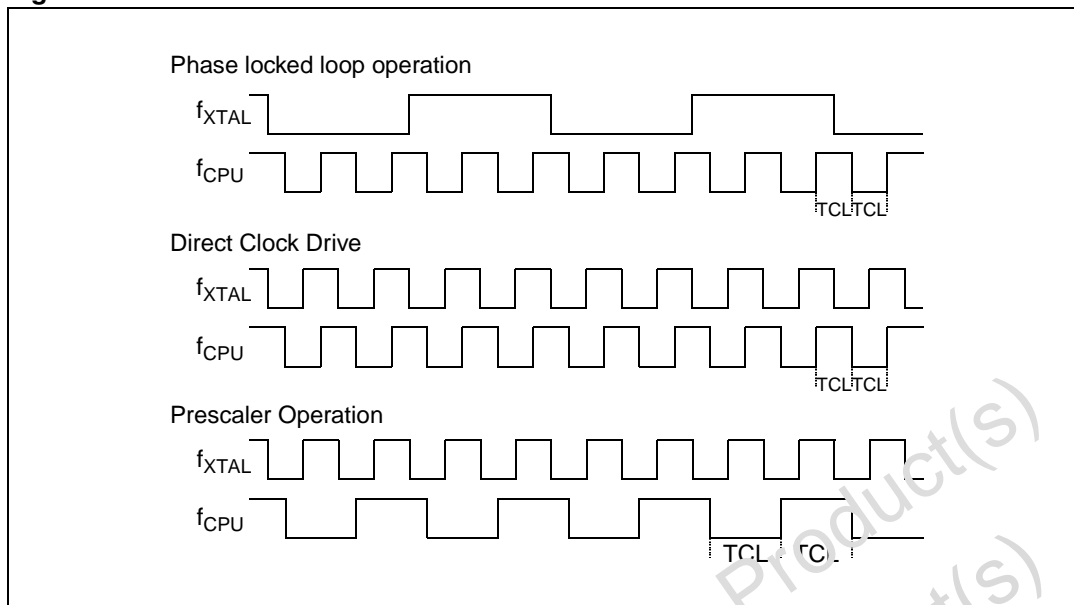 Phase locked loop operation
fXTAL
fCPU
TCL TCL
Direct Clock Drive
fXTAL
fCPU
TCL TCL
Prescaler Operation
fXTAL
fCPU
TCL TCL
Product(s)